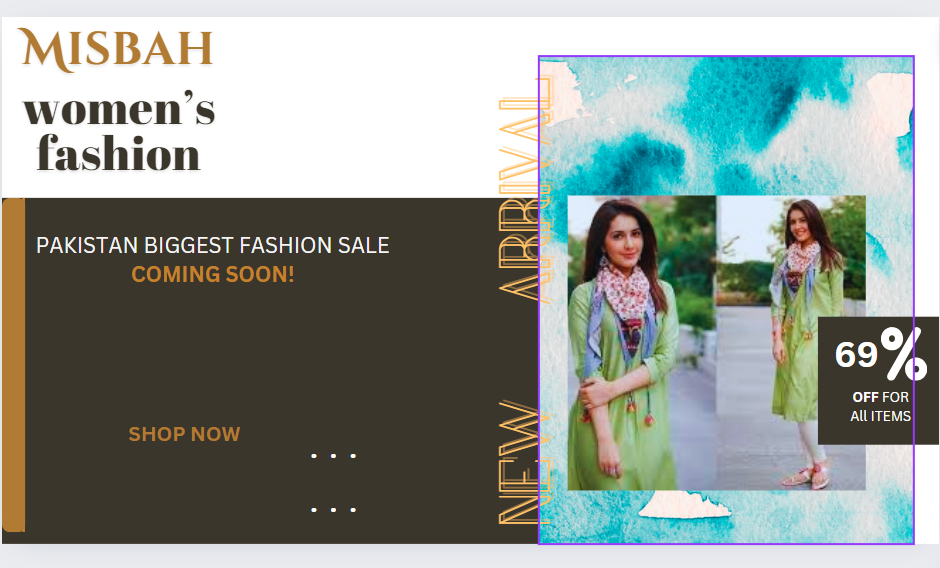 MISBAH
women's
fashion
PAKISTAN BIGGEST FASHION SALE
COMING SOON!
SHOP NOW
. . .
. . .
NEW ARRIVAL
69%
OFF FOR
All ITEMS